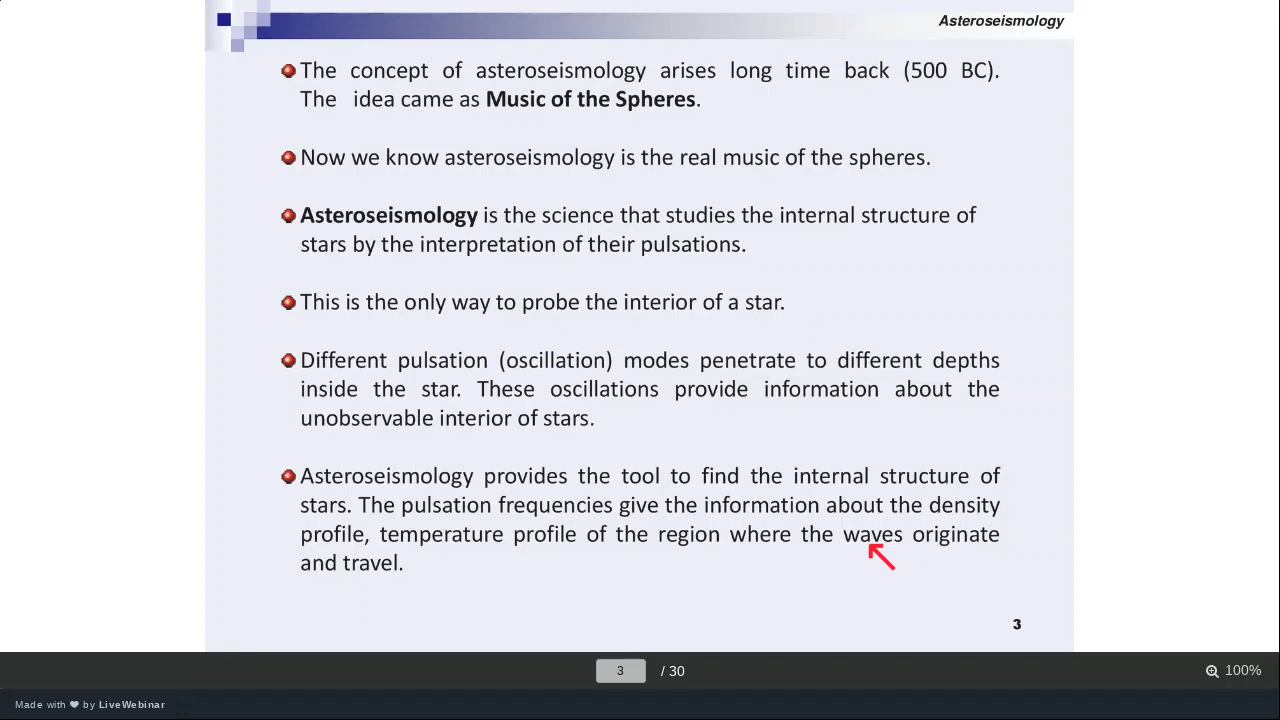 Asteroseismology
The concept of asteroseismology arises long time back (500 BC).
The idea came as Music of the Spheres.
Now we know asteroseismology is the real music of the spheres.
Asteroseismology is the science that studies the internal structure of
stars by the interpretation of their pulsations.
This is the only way to probe the interior of a star.
Different pulsation (oscillation) modes penetrate to different depths
inside the star. These oscillations provide information about the
unobservable interior of stars.
Asteroseismology provides the tool to find the internal structure of
stars. The pulsation frequencies give the information about the density
profile, temperature profile of the region where the waves originate
and travel.
3
3 / 30
100%
Made with ❤ by LiveWebinar